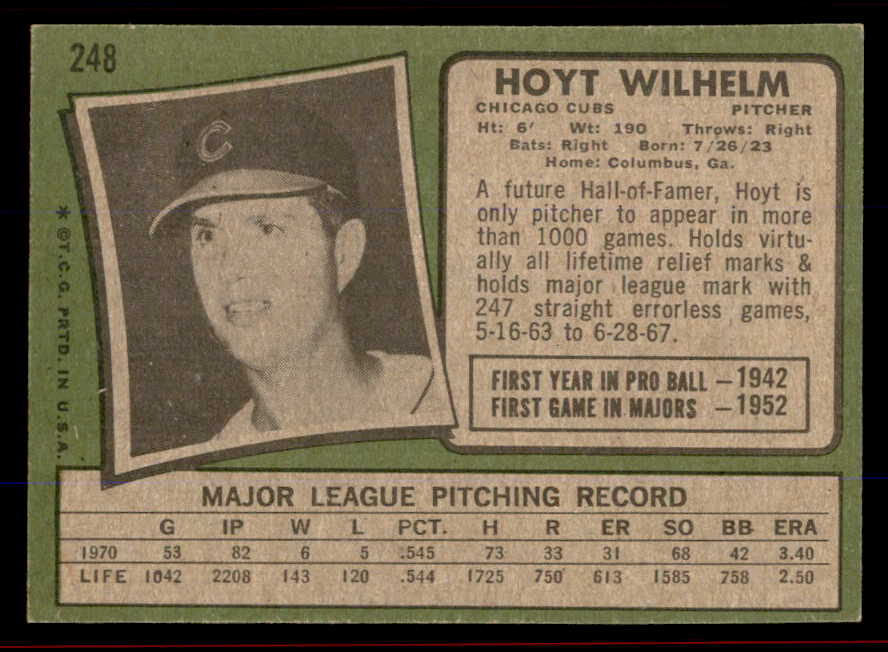 248
C
*©T.C.G. PRTD. IN U.S.A.
HOYT WILHELM
CHICAGO CUBS PITCHER
Ht: 6' Wt: 190 Throws: Right
Bats: Right Born: 7/26/23
Home: Columbus, Ga.
A future Hall-of-Famer, Hoyt is
only pitcher to appear in more
than 1000 games. Holds virtu-
ally all lifetime relief marks &
holds major league mark with
247 straight errorless games,
5-16-63 to 6-28-67.
FIRST YEAR IN PRO BALL —1942
FIRST GAME IN MAJORS —1952
MAJOR LEAGUE PITCHING RECORD
G IP W L PCT. H R ER SO BB ERA
1970 53 82 6 5 .545 73 33 31 68 42 3.40
LIFE 1042 2208 143 120 .544 1725 750 613 1585 758 2.50